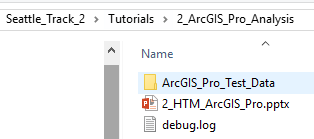 Seattle_Track_2 > Tutorials > 2_ArcGIS_Pro_Analysis
Name
ArcGIS_Pro_Test_Data
2_HTM_ArcGIS_Pro.pptx
debug.log